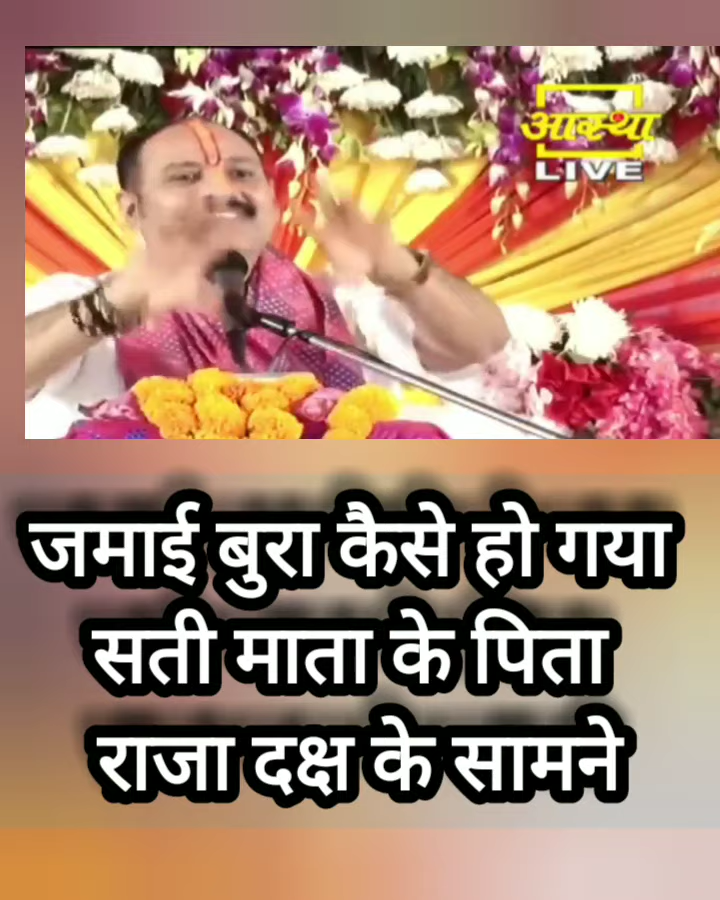 आस्था
LIVE
जमाई बुरा कैसे हो गया
सती माता के पिता
राजा दक्ष के सामने